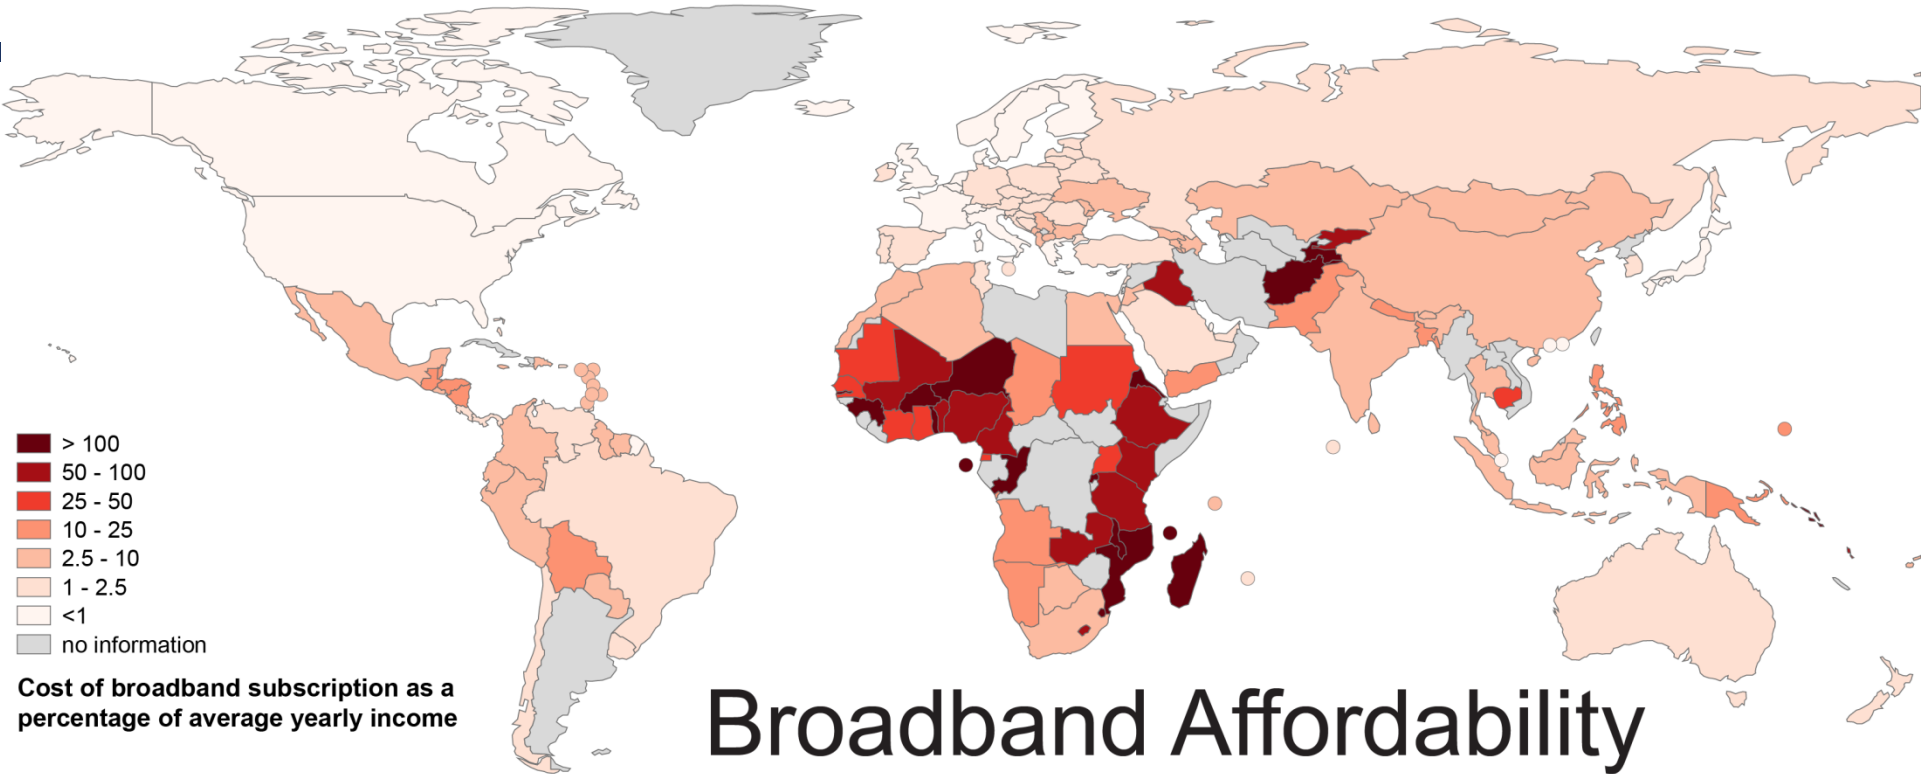 > 100
50 - 100
25 - 50
10 - 25
2.5 - 10
1 - 2.5
<1
no information
Cost of broadband subscription as a
percentage of average yearly income
Broadband Affordability